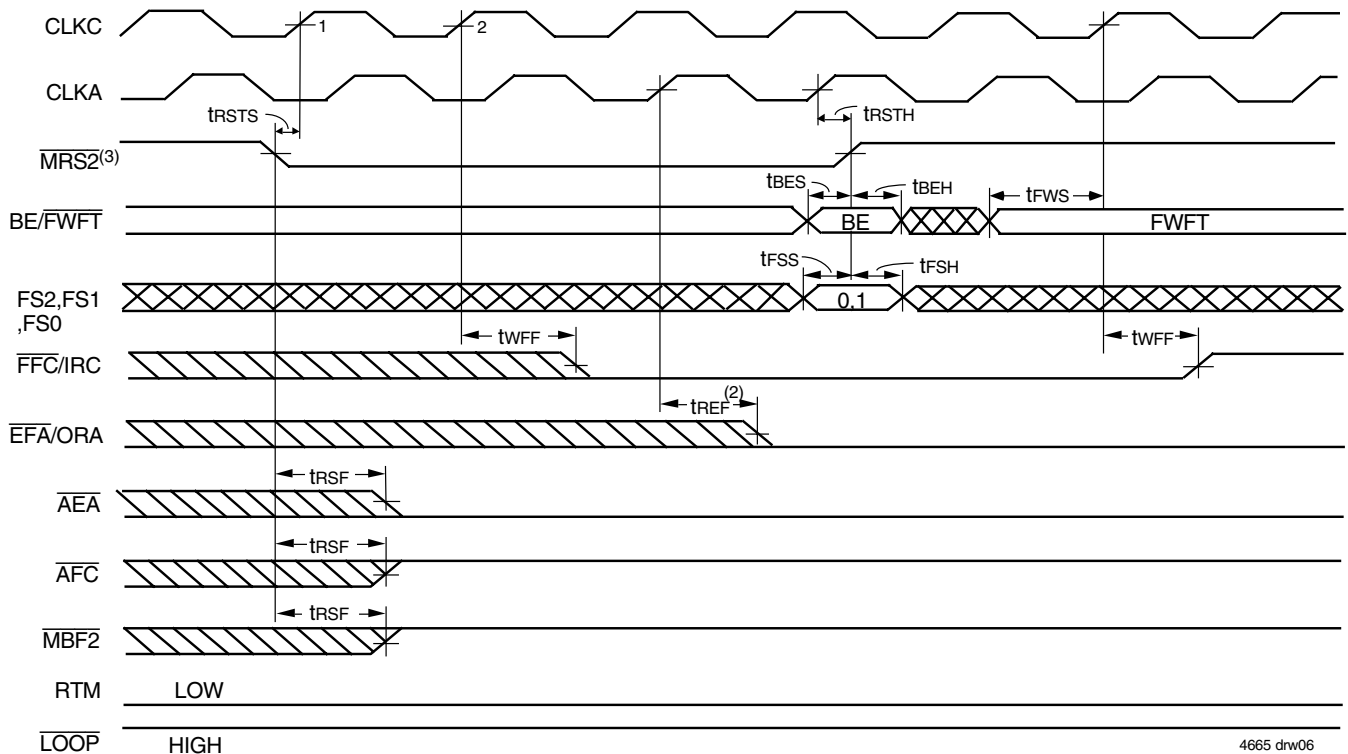 CLKC 1 2
CLKA
tRSTS tRSTH
MRS2(3)
tBES tBEH tFWS
BE/FWFT BE FWFT
tFSS tFSH
FS2,FS1
,FS0 0,1
tWFF tWFF
FFC/IRC
tREF(2)
EFA/ORA
tRSF
AEA
tRSF
AFC
tRSF
MBF2
RTM LOW
LOOP HIGH
4665 drw06